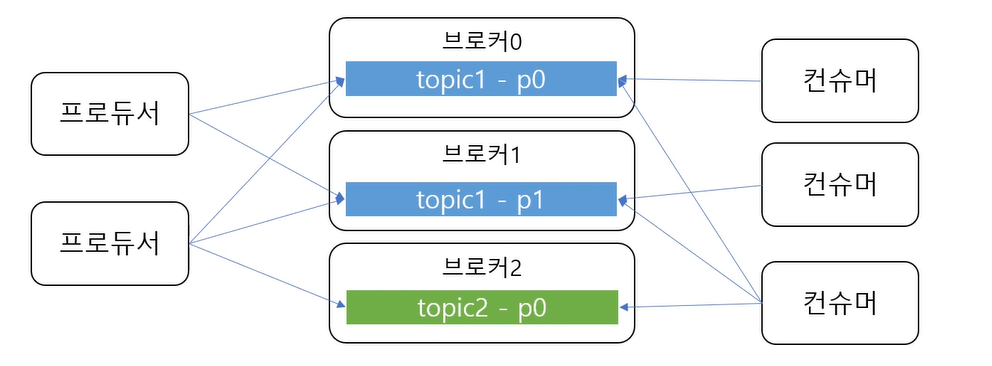 프로듀서
프로듀서
브로커0
topic1 - p0
브로커1
topic1 - p1
브로커2
topic2 - p0
컨슈머
컨슈머
컨슈머